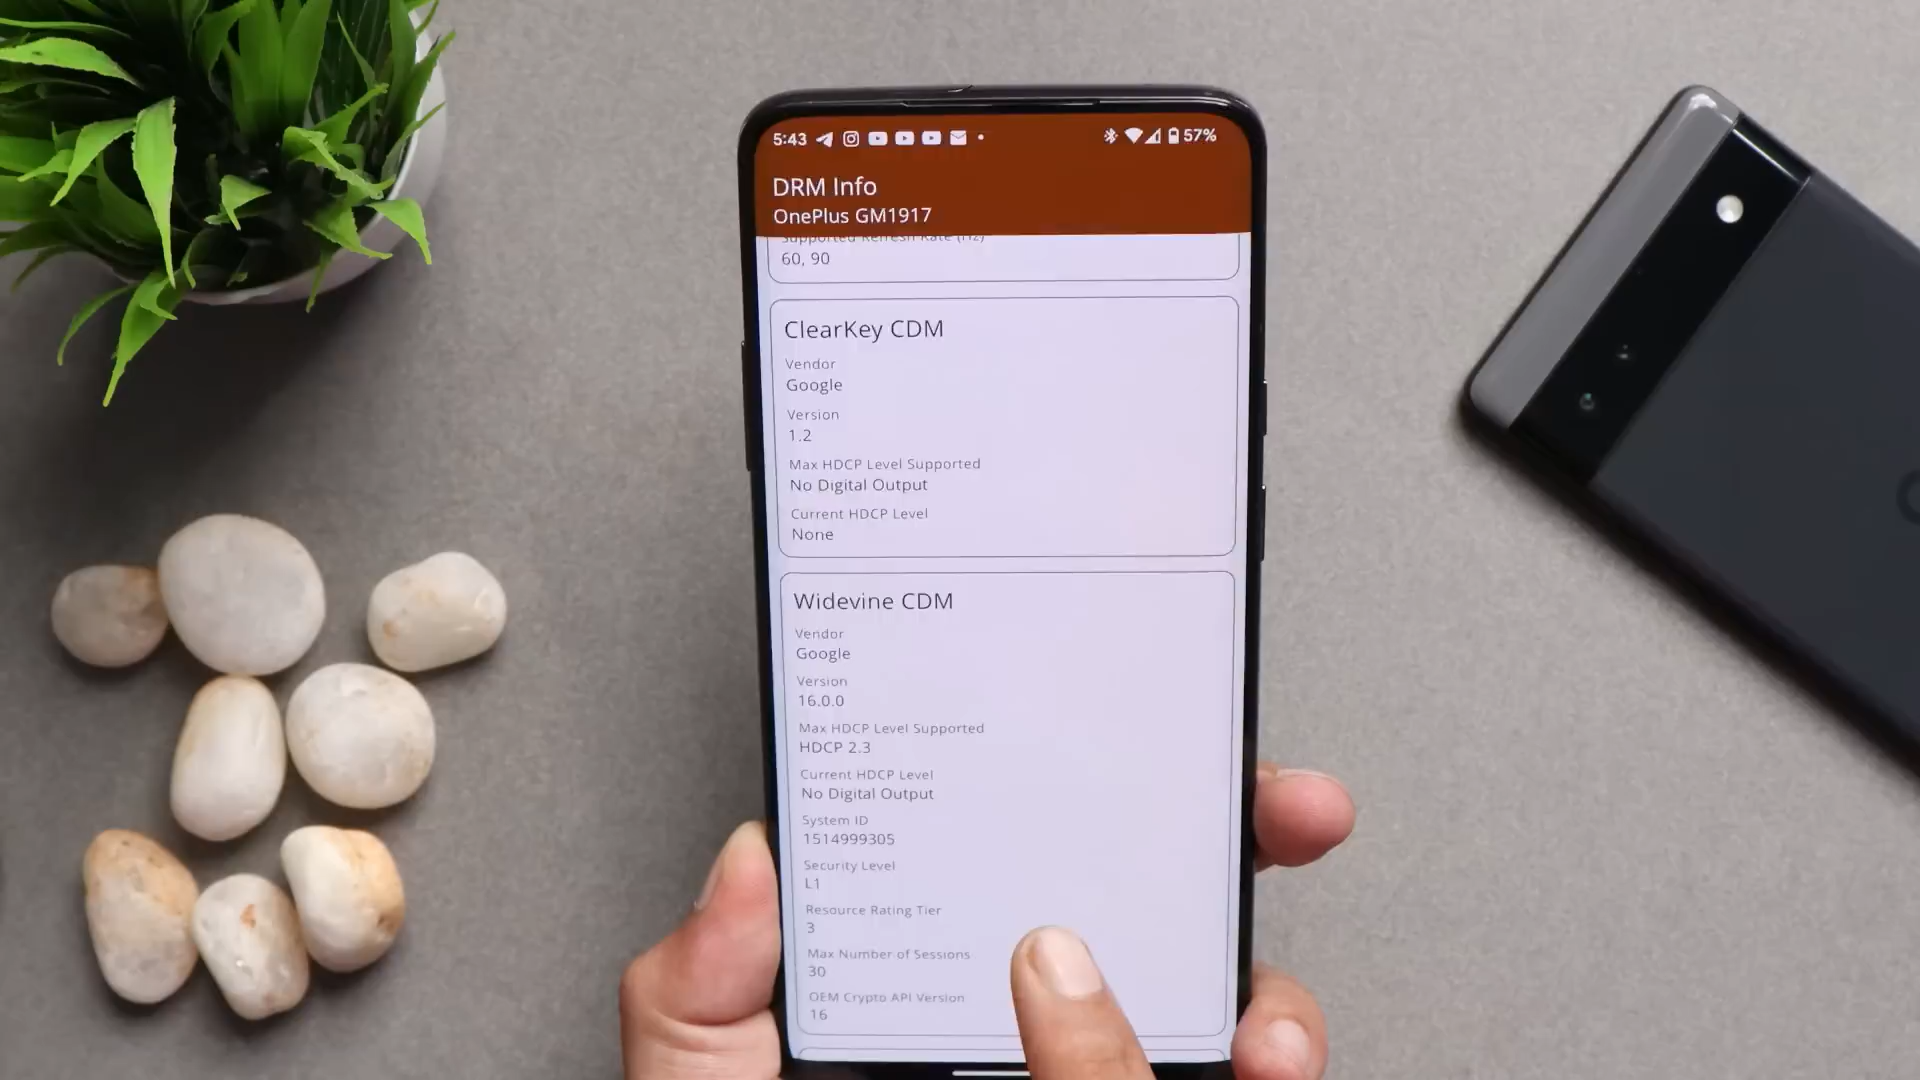 5:43
57%
DRM Info
OnePlus GM1917
Supported Refresh Rate (Hz)
60, 90
ClearKey CDM
Vendor
Google
Version
1.2
Max HDCP Level Supported
No Digital Output
Current HDCP Level
None
Widevine CDM
Vendor
Google
Version
16.0.0
Max HDCP Level Supported
HDCP 2.3
Current HDCP Level
No Digital Output
System ID
1514999305
Security Level
L1
Resource Rating Tier
3
Max Number of Sessions
30
OEM Crypto API Version
16